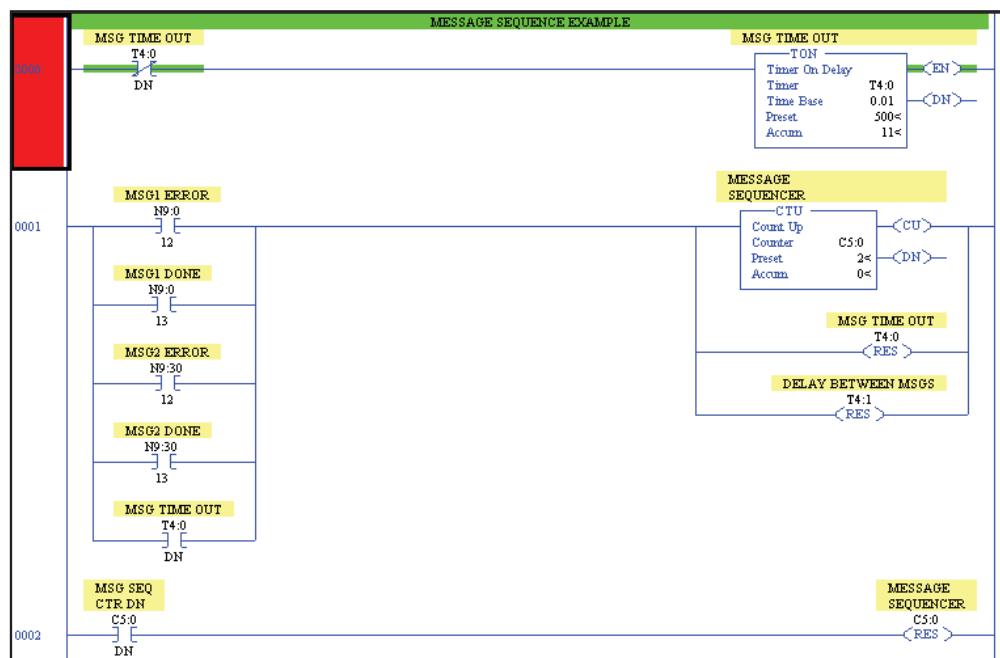 MESSAGE SEQUENCE EXAMPLE
MSG TIME OUT
T4:0
DN
0000
MSG TIME OUT
TON
Timer On Delay
Timer T4:0
Time Base 0.01
Preset 500<
Accum 11<
EN
DN
0001
MSG1 ERROR
N9:0
12
MSG1 DONE
N9:0
13
MSG2 ERROR
N9:30
12
MSG2 DONE
N9:30
13
MSG TIME OUT
T4:0
DN
MESSAGE
SEQUENCER
CTU
Count Up
Counter C5:0
Preset 2<
Accum 0<
CU
DN
MSG TIME OUT
T4:0
RES
DELAY BETWEEN MSGS
T4:1
RES
0002
MSG SEQ
CTR DN
C5:0
DN
MESSAGE
SEQUENCER
C5:0
RES